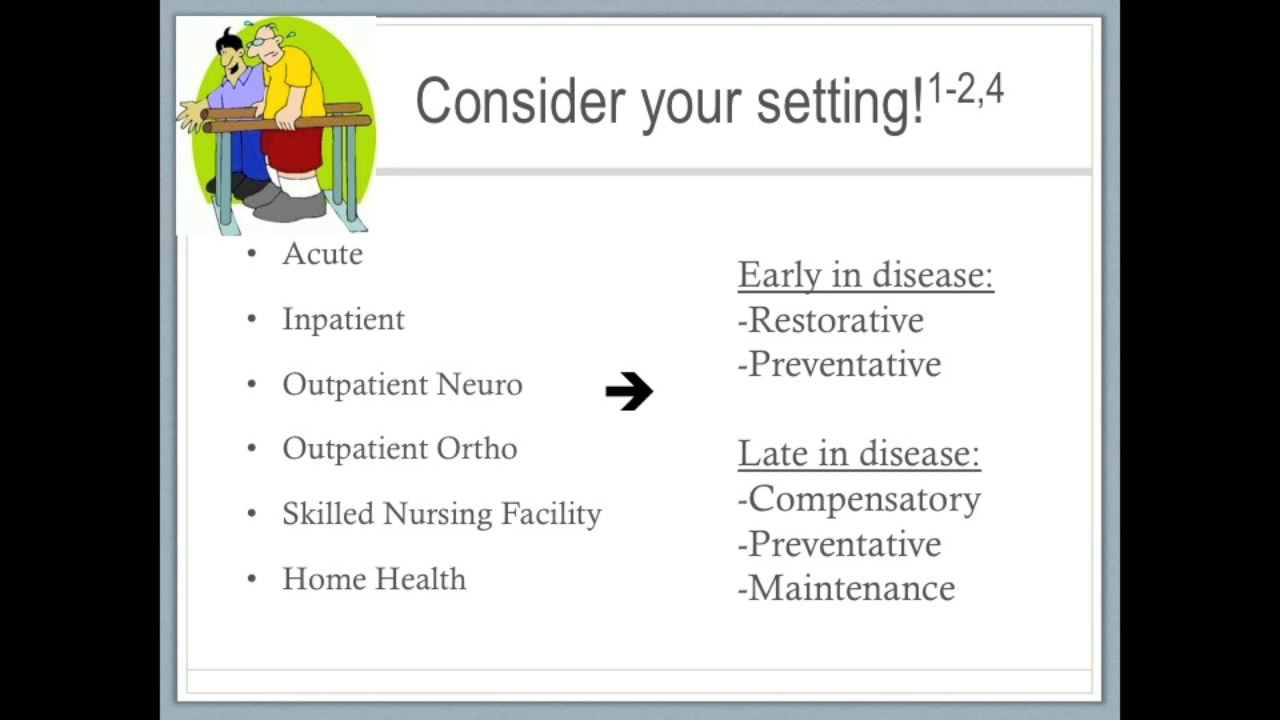 Consider your setting!1-2,4
• Acute
• Inpatient
• Outpatient Neuro
• Outpatient Ortho
• Skilled Nursing Facility
• Home Health
➔
Early in disease:
-Restorative
-Preventative
Late in disease:
-Compensatory
-Preventative
-Maintenance